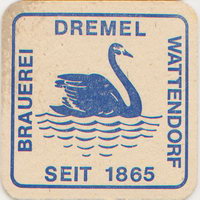 BRAUEREI
DREMEL
WATTENDORF
SEIT 1865